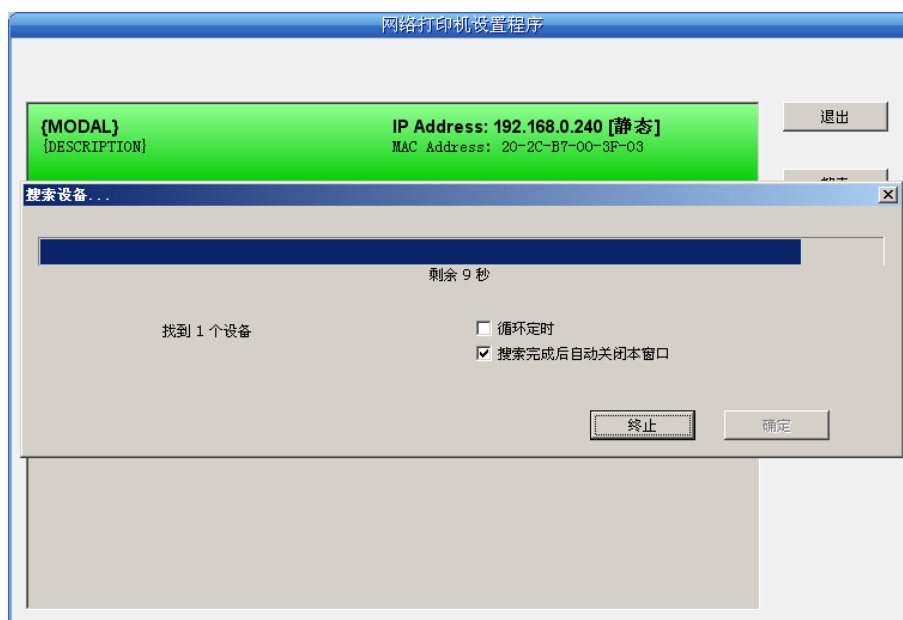 网络打印机设置程序
{MODAL}
IP Address: 192.168.0.240 [静态]
退出
{DESCRIPTION}
MAC Address: 20-2C-B7-00-3F-03
搜索设备...
剩余 9 秒
找到 1 个设备
循环定时
搜索完成后自动关闭本窗口
终止
确定